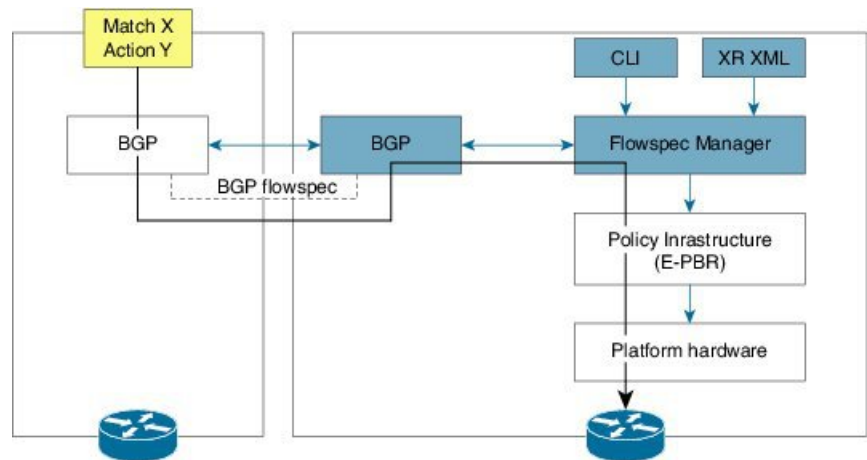 Match X
Action Y
CLI
XR XML
BGP
BGP
Flowspec Manager
BGP flowspec
Policy Inrastructure
(E-PBR)
Platform hardware